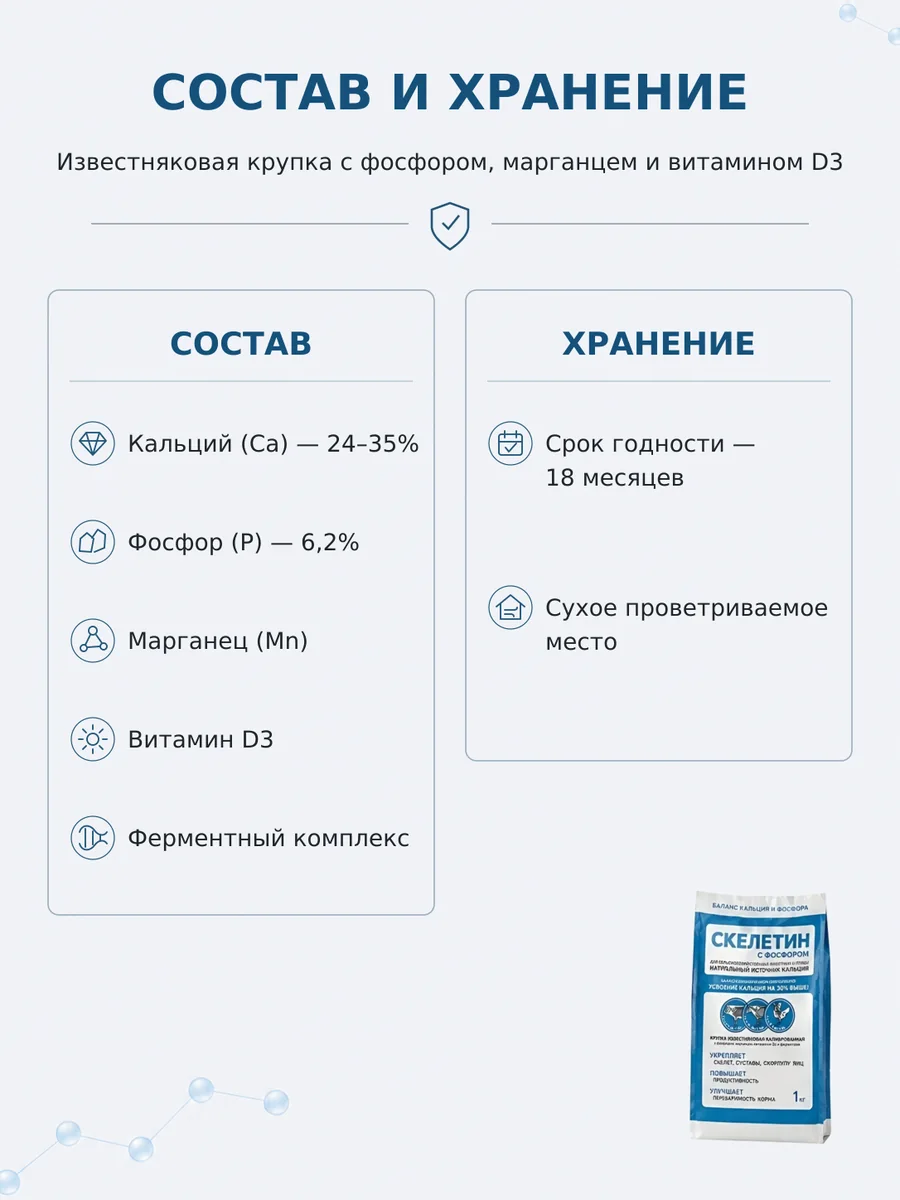 СОСТАВ И ХРАНЕНИЕ
Известняковая крупка с фосфором, марганцем и витамином D3
СОСТАВ
Кальций (Ca) — 24–35%
Фосфор (P) — 6,2%
Марганец (Mn)
Витамин D3
Ферментный комплекс
ХРАНЕНИЕ
Срок годности —
18 месяцев
Сухое проветриваемое
место
БАЛАНС КАЛЬЦИЯ И ФОСФОРА
СКЕЛЕТИН
С ФОСФОРОМ
НАТУРАЛЬНЫЙ ИСТОЧНИК КАЛЬЦИЯ
УСВОЕНИЕ КАЛЬЦИЯ НА 30% ВЫШЕ!
КРУПКА ИЗВЕСТНЯКОВАЯ КАЛИБРОВАННАЯ
УКРЕПЛЯЕТ
СКЕЛЕТ, СУСТАВЫ, СКОРЛУПУ ЯИЦ
ПОВЫШАЕТ
ПРОДУКТИВНОСТЬ
УЛУЧШАЕТ
ПЕРЕВАРИМОСТЬ КОРМА
1 кг